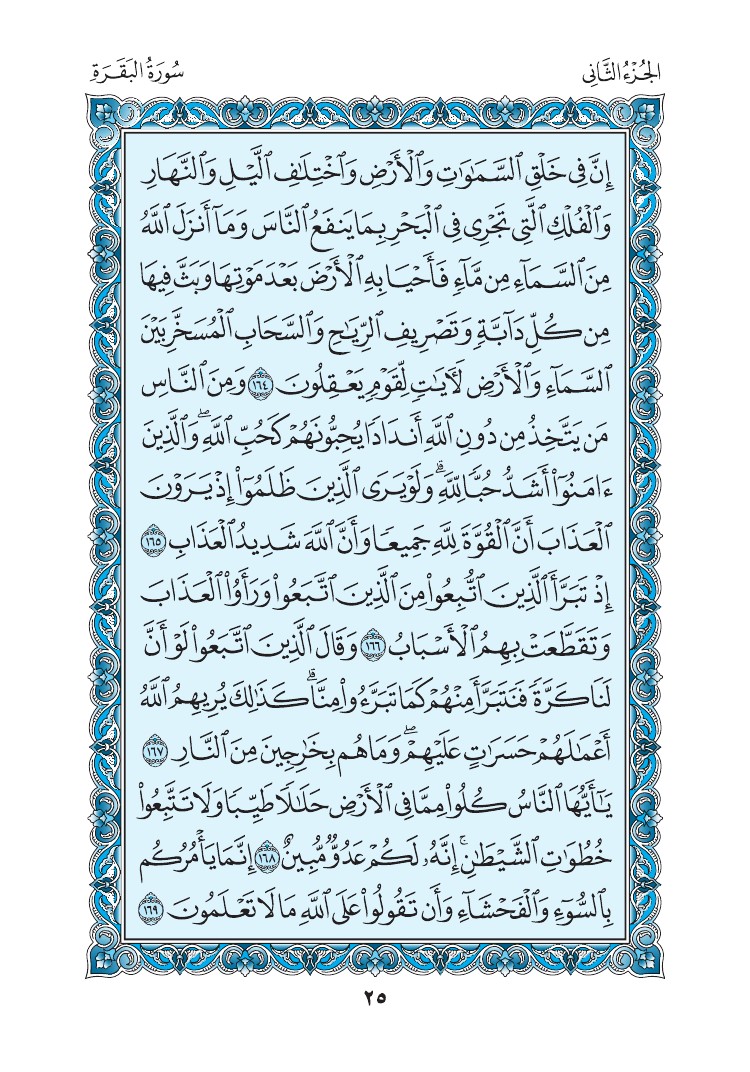 الجُزْءُ الثَّانِي
سُورَةُ البَقَرَةِ
إِنَّ فِي خَلْقِ ٱلسَّمَٰوَٰتِ وَٱلْأَرْضِ وَٱخْتِلَٰفِ ٱلَّيْلِ وَٱلنَّهَارِ
وَٱلْفُلْكِ ٱلَّتِي تَجْرِي فِي ٱلْبَحْرِ بِمَا يَنفَعُ ٱلنَّاسَ وَمَآ أَنزَلَ ٱللَّهُ
مِنَ ٱلسَّمَآءِ مِن مَّآءٍ فَأَحْيَا بِهِ ٱلْأَرْضَ بَعْدَ مَوْتِهَا وَبَثَّ فِيهَا
مِن كُلِّ دَآبَّةٍ وَتَصْرِيفِ ٱلرِّيَٰحِ وَٱلسَّحَابِ ٱلْمُسَخَّرِ بَيْنَ
ٱلسَّمَآءِ وَٱلْأَرْضِ لَأٓيَٰتٍ لِّقَوْمٍ يَعْقِلُونَ ١٦٤ وَمِنَ ٱلنَّاسِ
مَن يَتَّخِذُ مِن دُونِ ٱللَّهِ أَندَادًا يُحِبُّونَهُمْ كَحُبِّ ٱللَّهِۖ وَٱلَّذِينَ
ءَامَنُوٓا۟ أَشَدُّ حُبًّا لِّلَّهِۗ وَلَوْ يَرَى ٱلَّذِينَ ظَلَمُوٓا۟ إِذْ يَرَوْنَ
ٱلْعَذَابَ أَنَّ ٱلْقُوَّةَ لِلَّهِ جَمِيعًا وَأَنَّ ٱللَّهَ شَدِيدُ ٱلْعَذَابِ ١٦٥
إِذْ تَبَرَّأَ ٱلَّذِينَ ٱتُّبِعُوا۟ مِنَ ٱلَّذِينَ ٱتَّبَعُوا۟ وَرَأَوُا۟ ٱلْعَذَابَ
وَتَقَطَّعَتْ بِهِمُ ٱلْأَسْبَابُ ١٦٦ وَقَالَ ٱلَّذِينَ ٱتَّبَعُوا۟ لَوْ أَنَّ
لَنَا كَرَّةً فَنَتَبَرَّأَ مِنْهُمْ كَمَا تَبَرَّءُوا۟ مِنَّاۗ كَذَٰلِكَ يُرِيهِمُ ٱللَّهُ
أَعْمَٰلَهُمْ حَسَرَٰتٍ عَلَيْهِمْۖ وَمَا هُم بِخَٰرِجِينَ مِنَ ٱلنَّارِ ١٦٧
يَٰٓأَيُّهَا ٱلنَّاسُ كُلُوا۟ مِمَّا فِي ٱلْأَرْضِ حَلَٰلًا طَيِّبًا وَلَا تَتَّبِعُوا۟
خُطُوَٰتِ ٱلشَّيْطَٰنِۚ إِنَّهُۥ لَكُمْ عَدُوٌّ مُّبِينٌ ١٦٨ إِنَّمَا يَأْمُرُكُم
بِٱلسُّوٓءِ وَٱلْفَحْشَآءِ وَأَن تَقُولُوا۟ عَلَى ٱللَّهِ مَا لَا تَعْلَمُونَ ١٦٩
٢٥